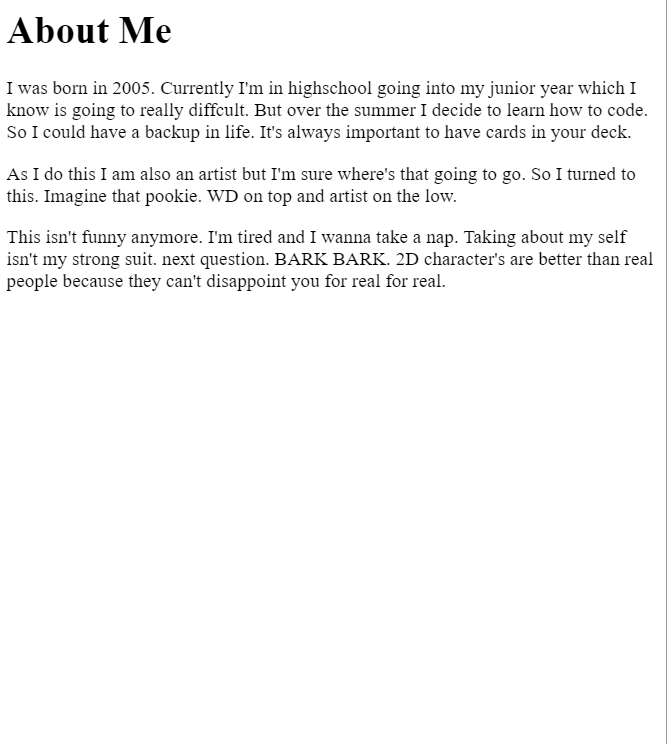 About Me
I was born in 2005. Currently I'm in highschool going into my junior year which I
know is going to really diffcult. But over the summer I decide to learn how to code.
So I could have a backup in life. It's always important to have cards in your deck.
As I do this I am also an artist but I'm sure where's that going to go. So I turned to
this. Imagine that pookie. WD on top and artist on the low.
This isn't funny anymore. I'm tired and I wanna take a nap. Taking about my self
isn't my strong suit. next question. BARK BARK. 2D character's are better than real
people because they can't disappoint you for real for real.